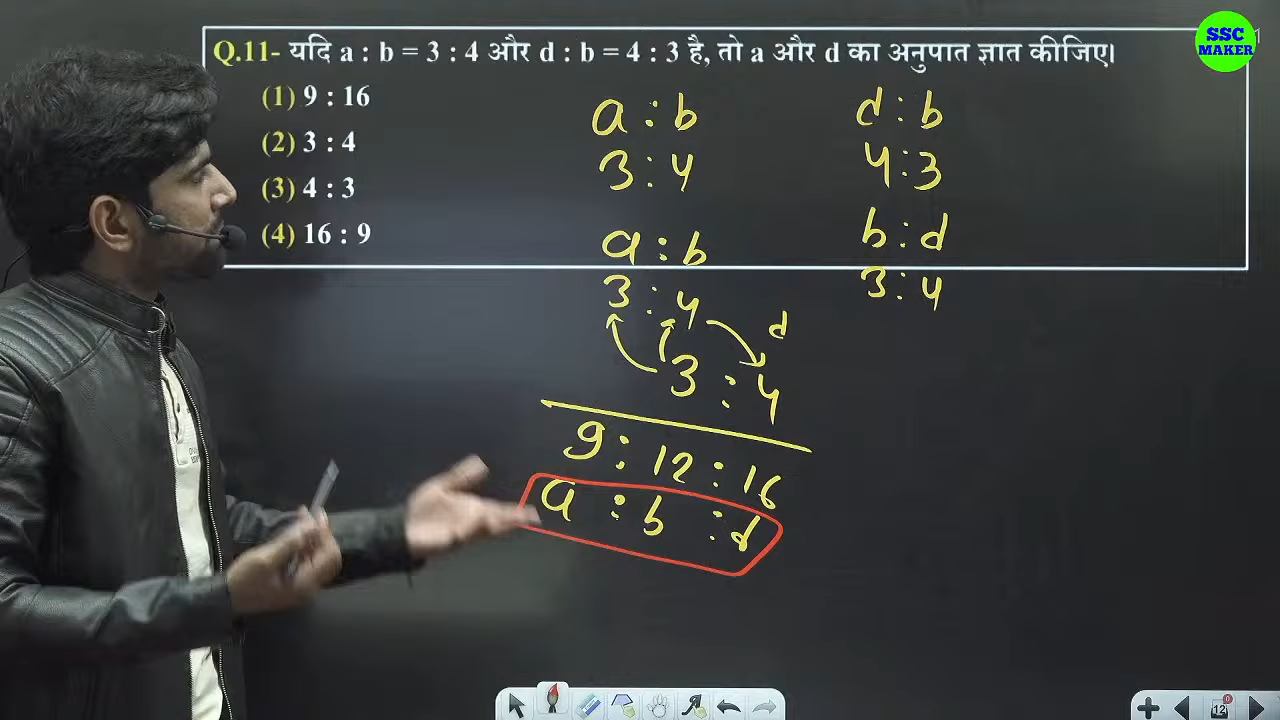 SSC
MAKER
Q.11- यदि a : b = 3 : 4 और d : b = 4 : 3 है, तो a और d का अनुपात ज्ञात कीजिए।
(1) 9 : 16
(2) 3 : 4
(3) 4 : 3
(4) 16 : 9
a : b
3 : 4
d : b
4 : 3
b : d
3 : 4
a : b
3 : 4
d
3 : 4
9 : 12 : 16
a : b : d
12